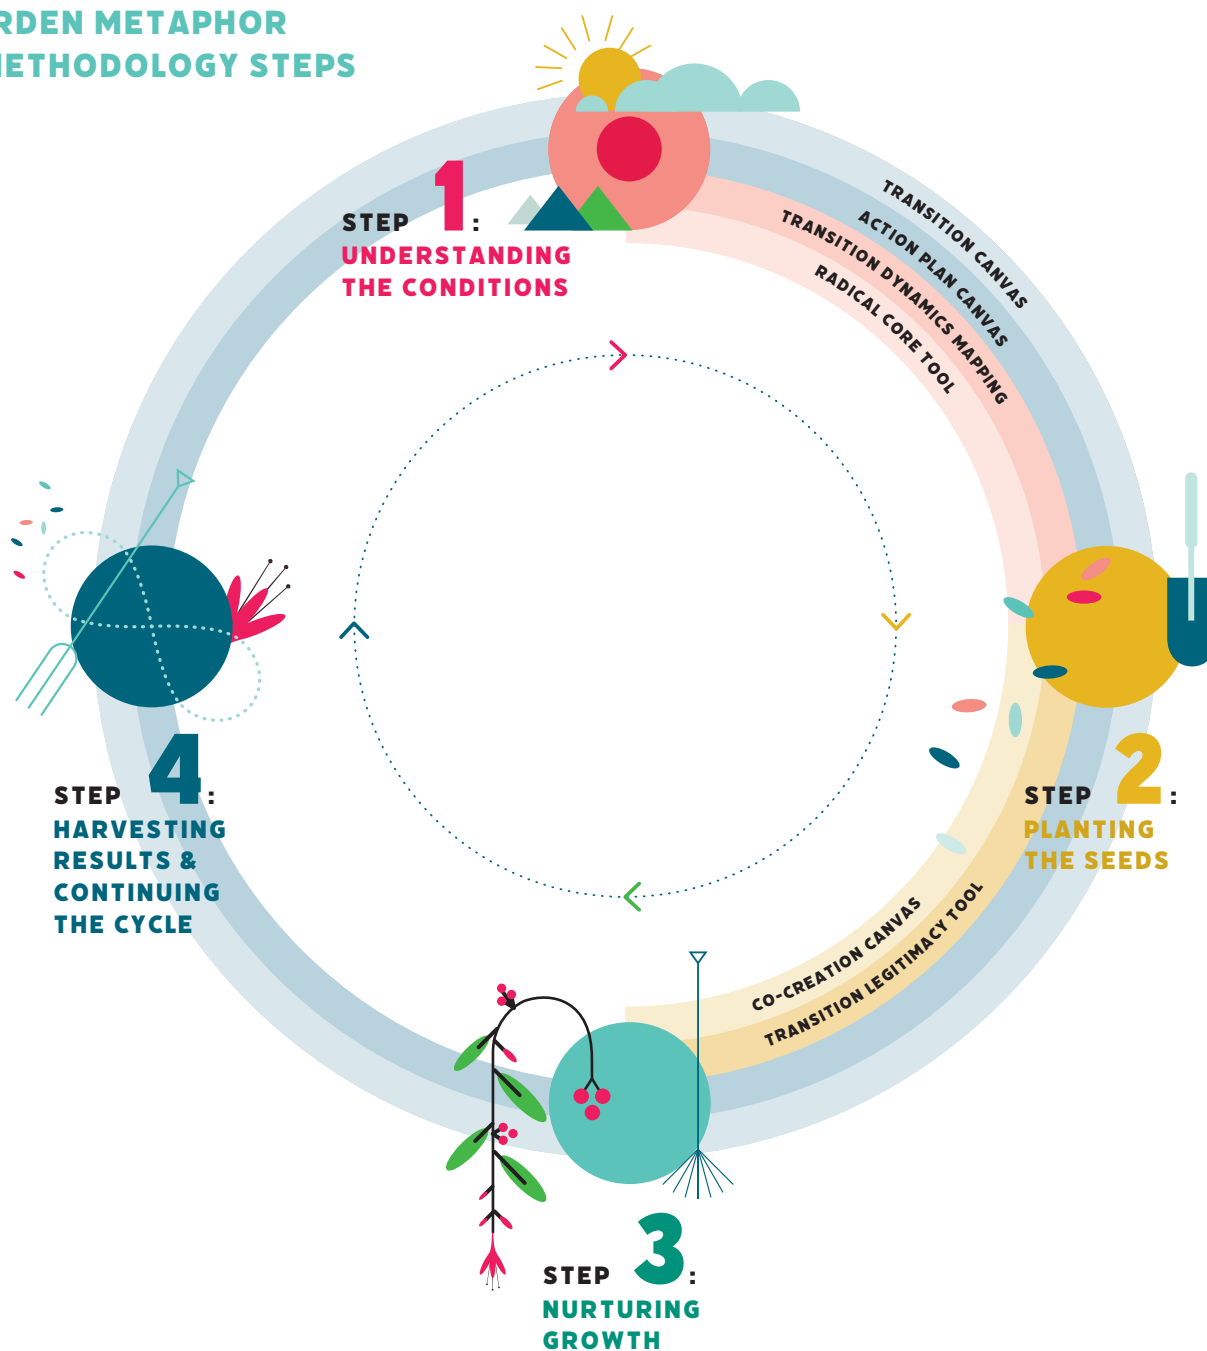 RDEN METAPHOR
METHODOLOGY STEPS
STEP 1:
UNDERSTANDING
THE CONDITIONS
TRANSITION CANVAS
ACTION PLAN CANVAS
TRANSITION DYNAMICS MAPPING
RADICAL CORE TOOL
STEP 2:
PLANTING
THE SEEDS
STEP 4:
HARVESTING
RESULTS &
CONTINUING
THE CYCLE
CO-CREATION CANVAS
TRANSITION LEGITIMACY TOOL
STEP 3:
NURTURING
GROWTH